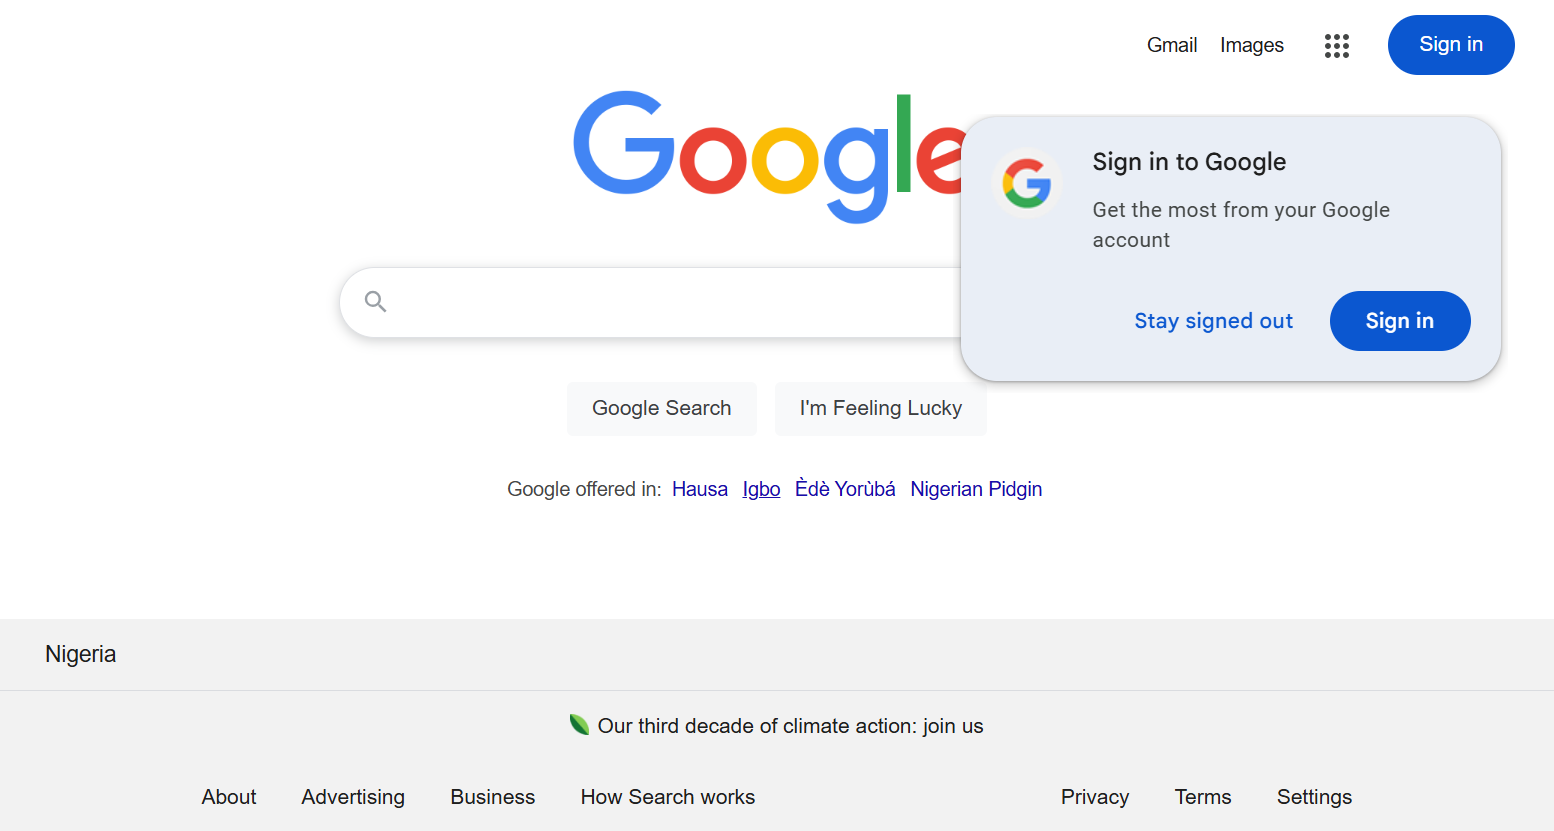 Gmail Images Sign in
Google
Sign in to Google
Get the most from your Google
account
Stay signed out Sign in
Google Search I'm Feeling Lucky
Google offered in: Hausa Igbo Èdè Yorùbá Nigerian Pidgin
Nigeria
Our third decade of climate action: join us
About Advertising Business How Search works Privacy Terms Settings